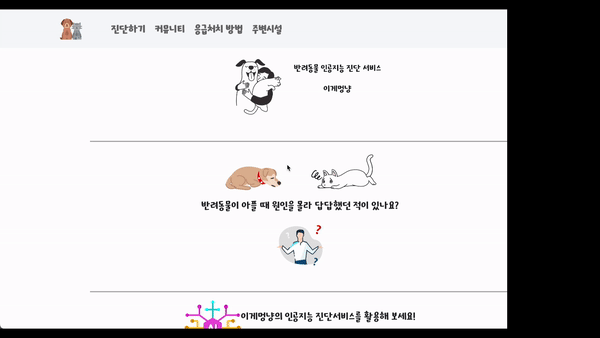 진단하기 커뮤니티 응급처치 방법 주변시설
반려동물 인공지능 진단 서비스
이게멍냥
반려동물이 아플 때 원인을 몰라 답답했던 적이 있나요?
?
?
이게멍냥의 인공지능 진단서비스를 활용해 보세요!